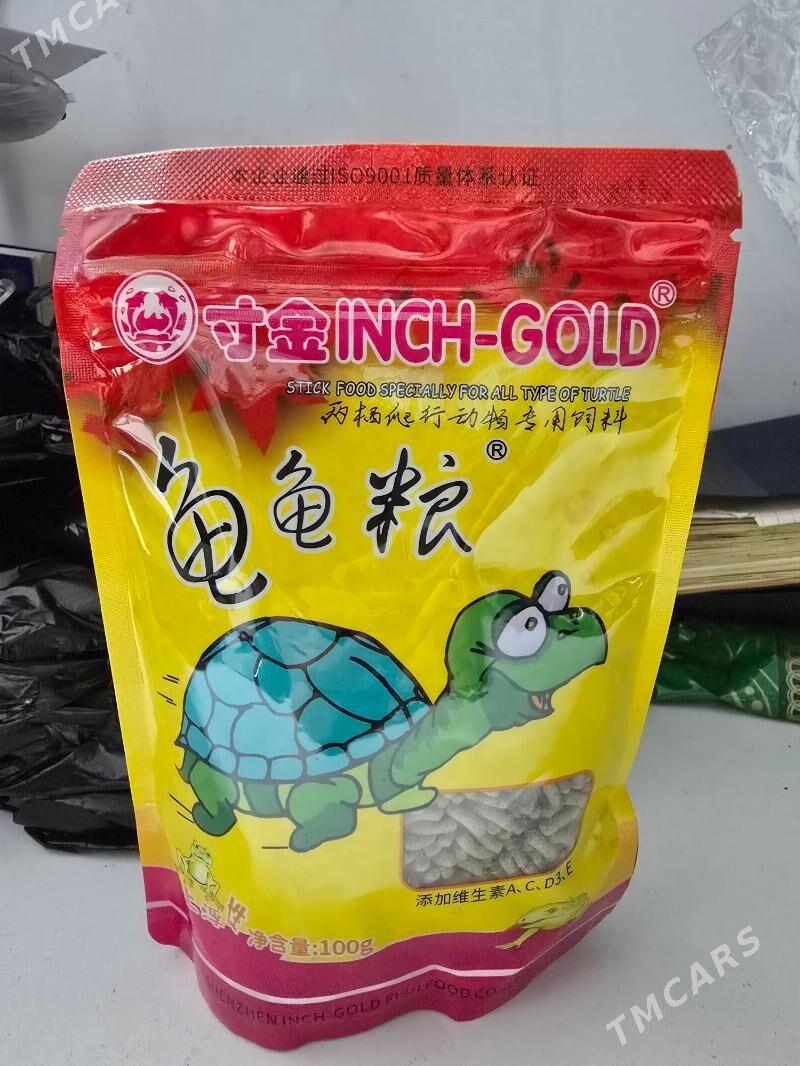 TMCARS
本企业通过ISO9001质量体系认证
寸金INCH-GOLD®
STICK FOOD SPECIALLY FOR ALL TYPE OF TURTLE
两栖爬行动物专用饲料
龟龟粮®
添加维生素A、C、D3、E
浮性 净含量:100g
SHENZHEN INCH-GOLD FISH FOOD CO.
TMCARS